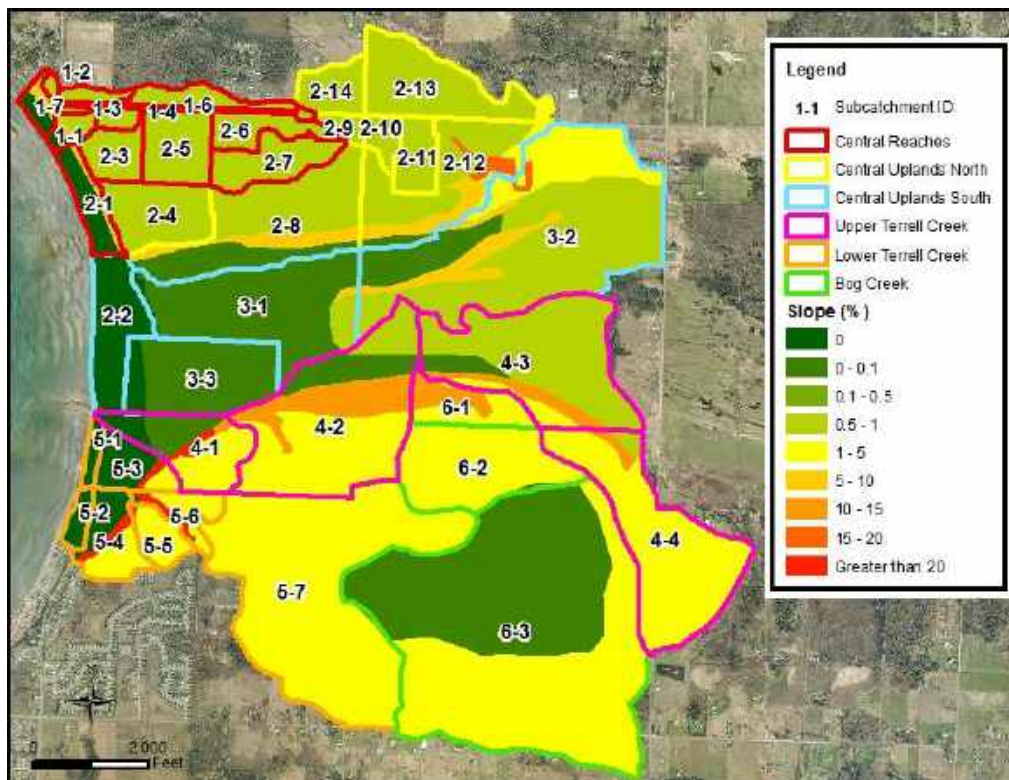 1-2
1-7
1-3
1-4
1-6
1-1
2-14
2-13
2-6
2-9
2-10
2-3
2-5
2-7
2-11
2-12
2-1
2-4
2-8
3-2
2-2
3-1
3-3
4-3
5-1
4-1
4-2
6-1
5-3
6-2
5-2
5-6
5-4
5-5
4-4
5-7
6-3
0
2,000
Feet
Legend
1-1 Subcatchment ID
Central Reaches
Central Uplands North
Central Uplands South
Upper Terrell Creek
Lower Terrell Creek
Bog Creek
Slope (%)
0
0 - 0.1
0.1 - 0.5
0.5 - 1
1 - 5
5 - 10
10 - 15
15 - 20
Greater than 20